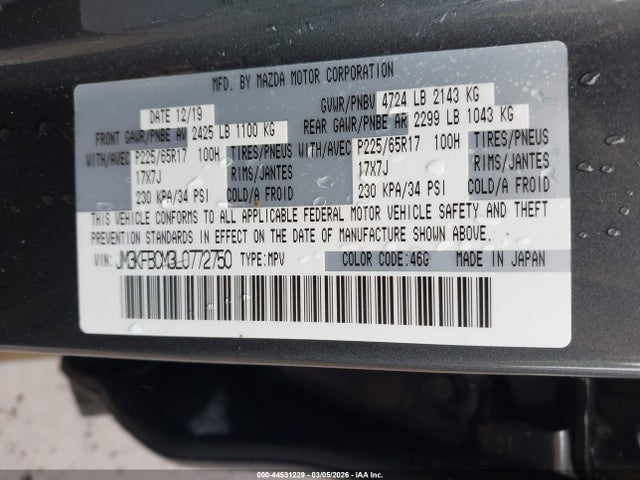 MFD. BY MAZDA MOTOR CORPORATION
DATE 12/19 GVWR/PNBV 4724 LB 2143 KG
FRONT GAWR/PNBE AV 2425 LB 1100 KG REAR GAWR/PNBE AR 2299 LB 1043 KG
WITH/AVEC P225/65R17 100H TIRES/PNEUS WITH/AVEC P225/65R17 100H TIRES/PNEUS
17X7J RIMS/JANTES 17X7J RIMS/JANTES
230 KPA/34 PSI COLD/A FROID 230 KPA/34 PSI COLD/A FROID
THIS VEHICLE CONFORMS TO ALL APPLICABLE FEDERAL MOTOR VEHICLE SAFETY AND THEFT
PREVENTION STANDARDS IN EFFECT ON THE DATE OF MANUFACTURE SHOWN ABOVE.
VIN: JM3KFBCM3L0772750 TYPE:MPV COLOR CODE:46G MADE IN JAPAN
000-44531229 - 03/05/2026 - IAA Inc.